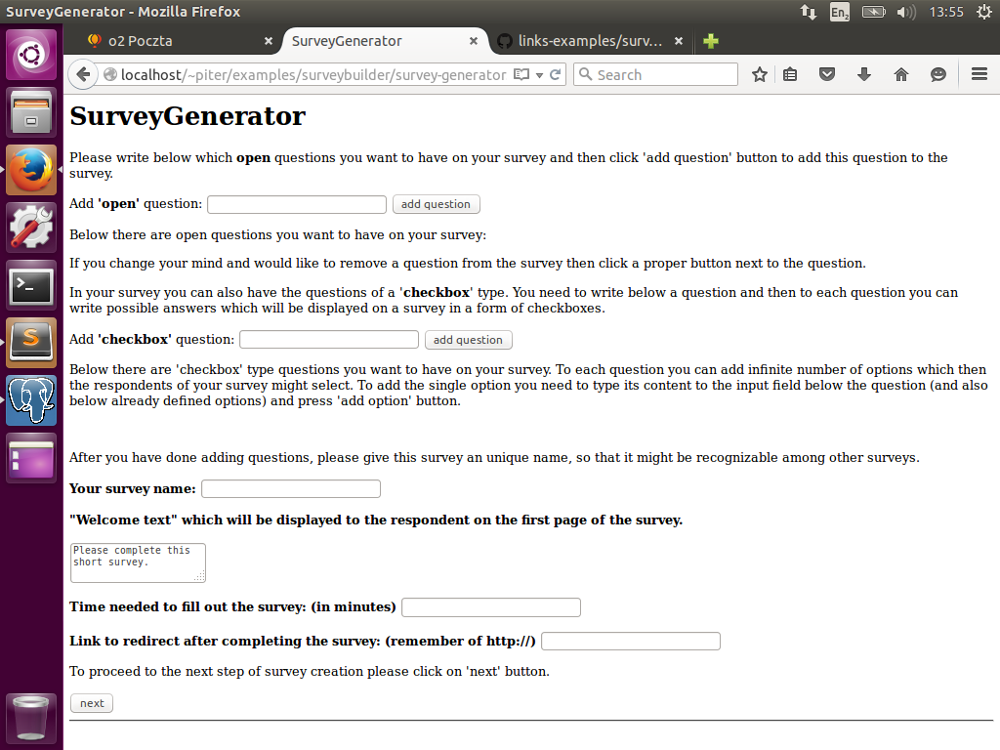 SurveyGenerator - Mozilla Firefox
En2
13:55
o2 Poczta
SurveyGenerator
links-examples/surv...
localhost/~piter/examples/surveybuilder/survey-generator
Search
SurveyGenerator
Please write below which open questions you want to have on your survey and then click 'add question' button to add this question to the
survey.
Add 'open' question:
add question
Below there are open questions you want to have on your survey:
If you change your mind and would like to remove a question from the survey then click a proper button next to the question.
In your survey you can also have the questions of a 'checkbox' type. You need to write below a question and then to each question you can
write possible answers which will be displayed on a survey in a form of checkboxes.
Add 'checkbox' question:
add question
Below there are 'checkbox' type questions you want to have on your survey. To each question you can add infinite number of options which then
the respondents of your survey might select. To add the single option you need to type its content to the input field below the question (and also
below already defined options) and press 'add option' button.
After you have done adding questions, please give this survey an unique name, so that it might be recognizable among other surveys.
Your survey name:
"Welcome text" which will be displayed to the respondent on the first page of the survey.
Please complete this
short survey.
Time needed to fill out the survey: (in minutes)
Link to redirect after completing the survey: (remember of http://)
To proceed to the next step of survey creation please click on 'next' button.
next